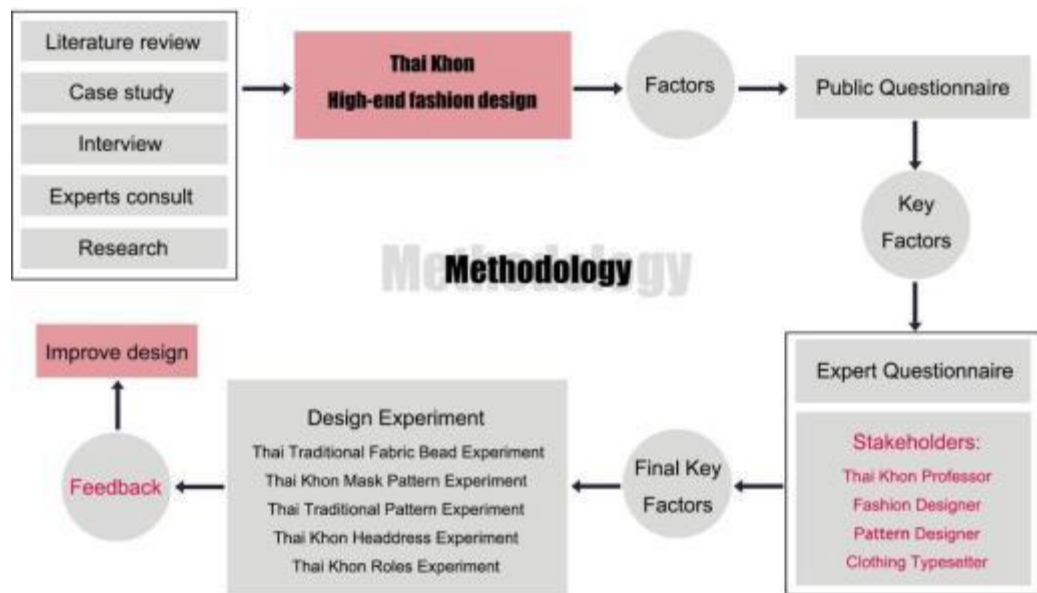 Literature review
Case study
Interview
Experts consult
Research
Thai Khon
High-end fashion design
Factors
Public Questionnaire
Key
Factors
Methodology
Methodology
Expert Questionnaire
Stakeholders:
Thai Khon Professor
Fashion Designer
Pattern Designer
Clothing Typesetter
Final Key
Factors
Design Experiment
Thai Traditional Fabric Bead Experiment
Thai Khon Mask Pattern Experiment
Thai Traditional Pattern Experiment
Thai Khon Headdress Experiment
Thai Khon Roles Experiment
Feedback
Improve design